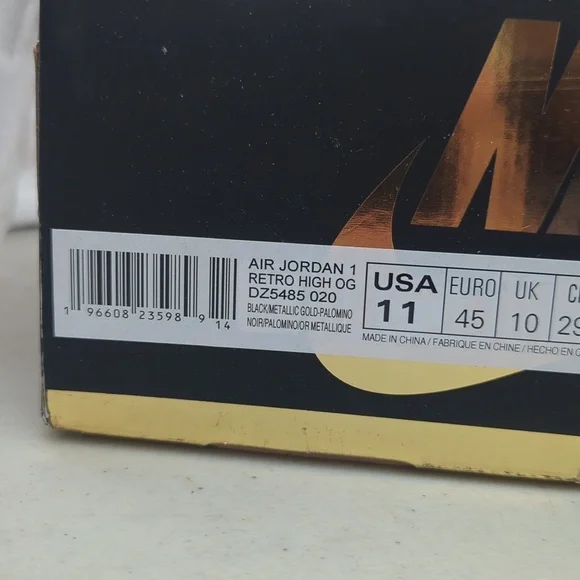 AIR JORDAN 1
RETRO HIGH OG
DZ5485 020
BLACK/METALLIC GOLD-PALOMINO
NOIR/PALOMINO/OR METALLIQUE
1 96608 23598 9 14
USA EURO UK
11 45 10 29
MADE IN CHINA / FABRIQUE EN CHINE / HECHO EN